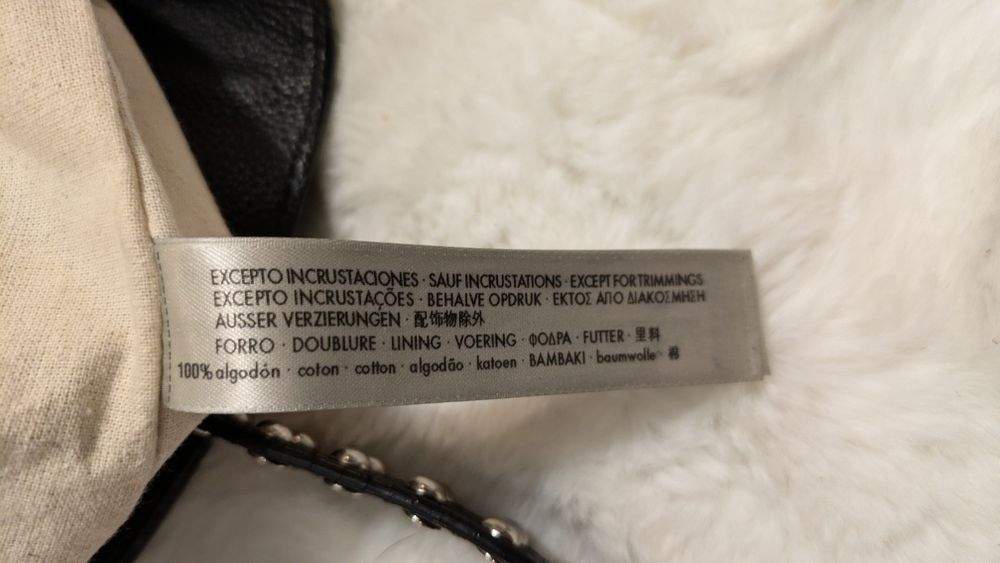 EXCEPTO INCRUSTACIONES · SAUF INCRUSTATIONS · EXCEPT FOR TRIMMINGS
EXCEPTO INCRUSTAÇÕES · BEHALVE OPDRUK · ΕΚΤΟΣ ΑΠΟ ΔΙΑΚΟΣΜΗΣΗ
AUSSER VERZIERUNGEN · 配饰物除外
FORRO · DOUBLURE · LINING · VOERING · ΦΟΔΡΑ · FUTTER · 里料
100% algodón · coton · cotton · algodão · katoen · ΒΑΜΒΑΚΙ · baumwolle · 棉